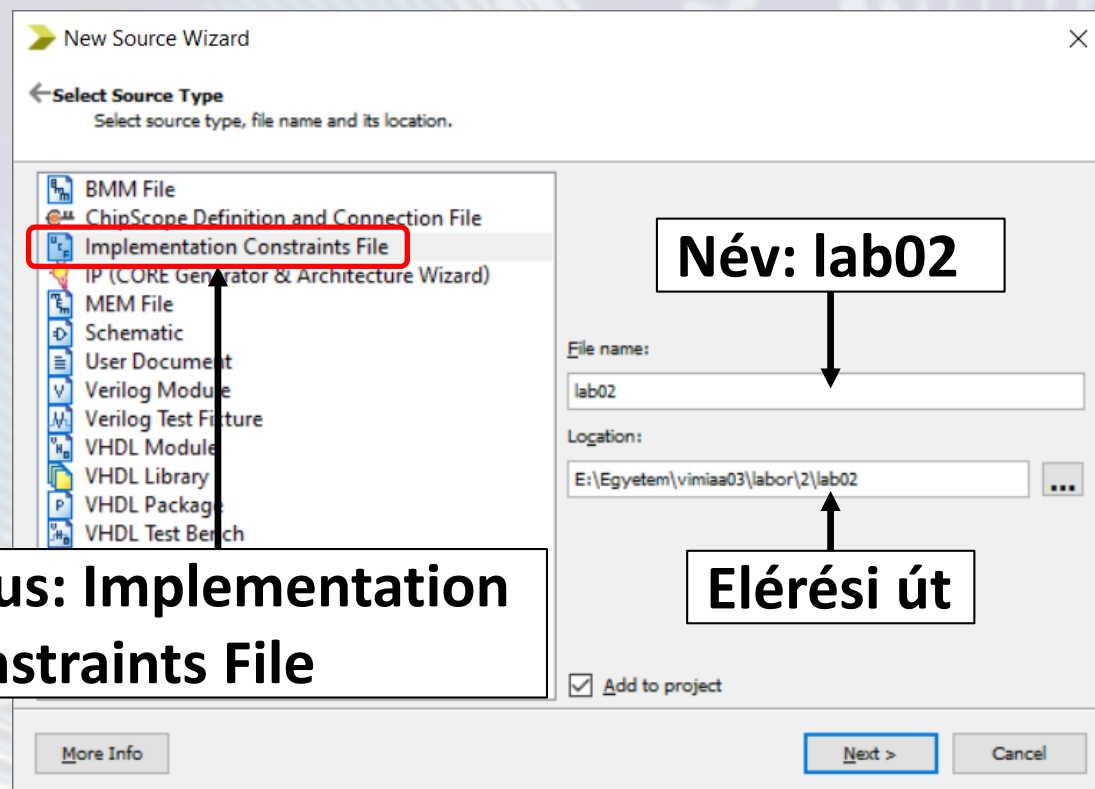 New Source Wizard
Select Source Type
Select source type, file name and its location.
BMM File
ChipScope Definition and Connection File
Implementation Constraints File
IP (CORE Generator & Architecture Wizard)
MEM File
Schematic
User Document
Verilog Module
Verilog Test Fixture
VHDL Module
VHDL Library
VHDL Package
VHDL Test Bench
us: Implementation
nstraints File
Név: lab02
File name:
lab02
Location:
E:\Egyetem\vimiaa03\labor\2\lab02
...
Elérési út
Add to project
More Info
Next >
Cancel